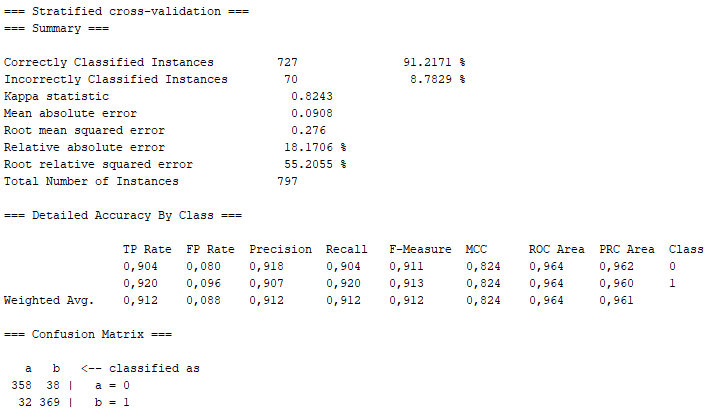 === Stratified cross-validation ===
=== Summary ===
Correctly Classified Instances 727 91.2171 %
Incorrectly Classified Instances 70 8.7829 %
Kappa statistic 0.8243
Mean absolute error 0.0908
Root mean squared error 0.276
Relative absolute error 18.1706 %
Root relative squared error 55.2055 %
Total Number of Instances 797
=== Detailed Accuracy By Class ===
TP Rate FP Rate Precision Recall F-Measure MCC ROC Area PRC Area Class
0,904 0,080 0,918 0,904 0,911 0,824 0,964 0,962 0
0,920 0,096 0,907 0,920 0,913 0,824 0,964 0,960 1
Weighted Avg. 0,912 0,088 0,912 0,912 0,912 0,824 0,964 0,961
=== Confusion Matrix ===
a b <-- classified as
358 38 | a = 0
32 369 | b = 1